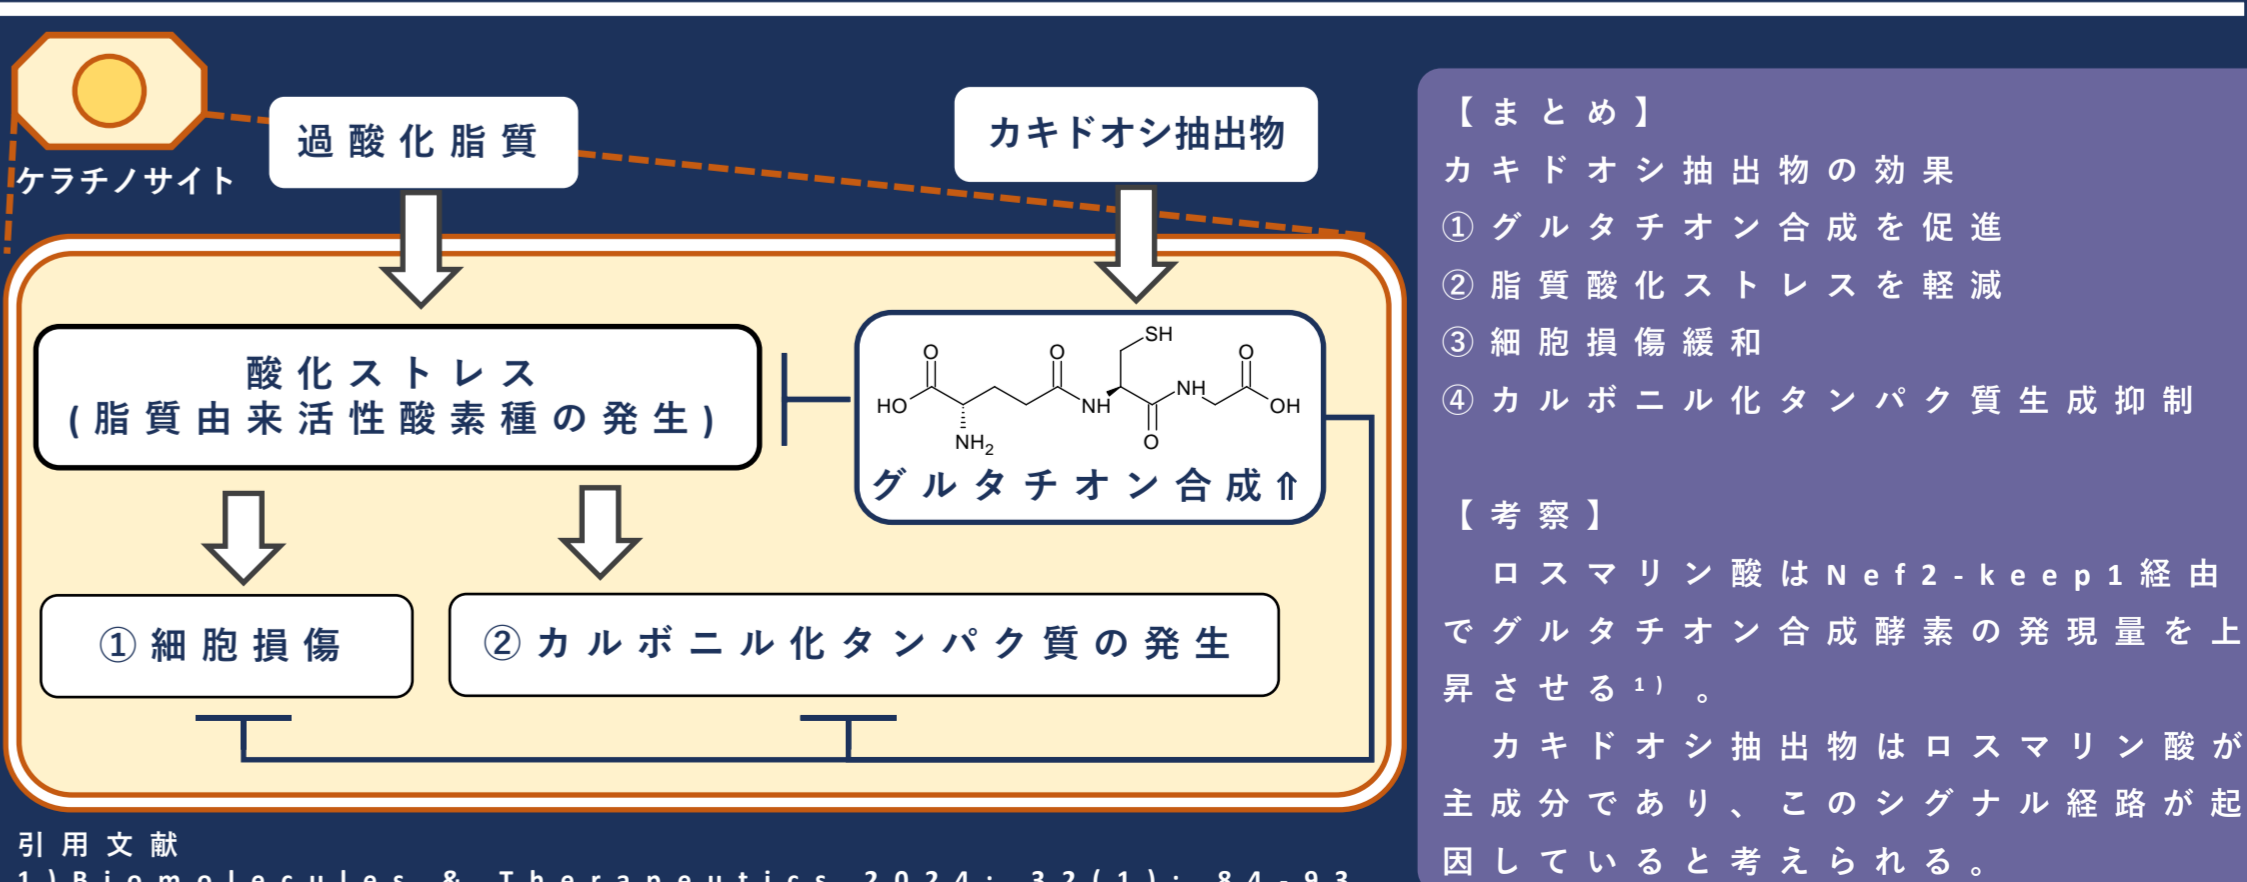 ケラチノサイト
過酸化脂質
カキドオシ抽出物
酸化ストレス
(脂質由来活性酸素種の発生)
O
HO
NH2
O
NH
SH
O
NH
O
OH
グルタチオン合成⇑
①細胞損傷
②カルボニル化タンパク質の発生
引用文献
1)Biomolecules & Therapeutics 2024; 32(1): 84-93
【まとめ】
カキドオシ抽出物の効果
①グルタチオン合成を促進
②脂質酸化ストレスを軽減
③細胞損傷緩和
④カルボニル化タンパク質生成抑制
【考察】
ロスマリン酸はNef2-keep1経由
でグルタチオン合成酵素の発現量を上
昇させる1)。
カキドオシ抽出物はロスマリン酸が
主成分であり、このシグナル経路が起
因していると考えられる。